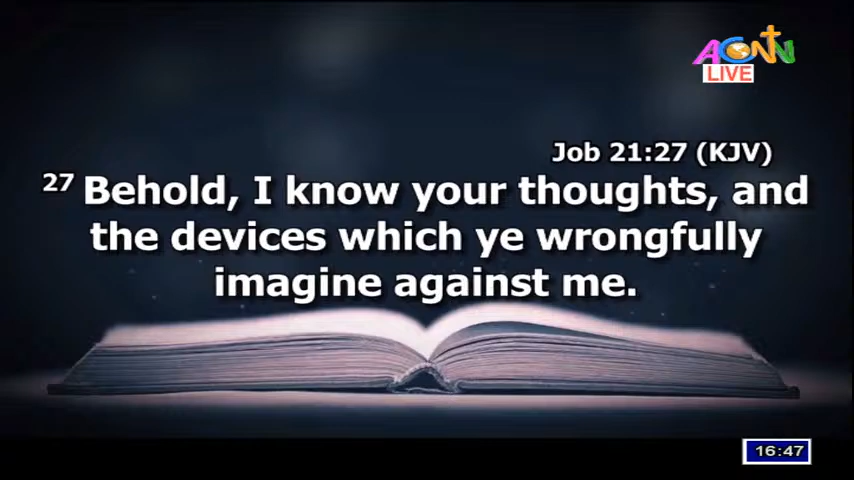 ACNN
LIVE
Job 21:27 (KJV)
27 Behold, I know your thoughts, and
the devices which ye wrongfully
imagine against me.
16:47